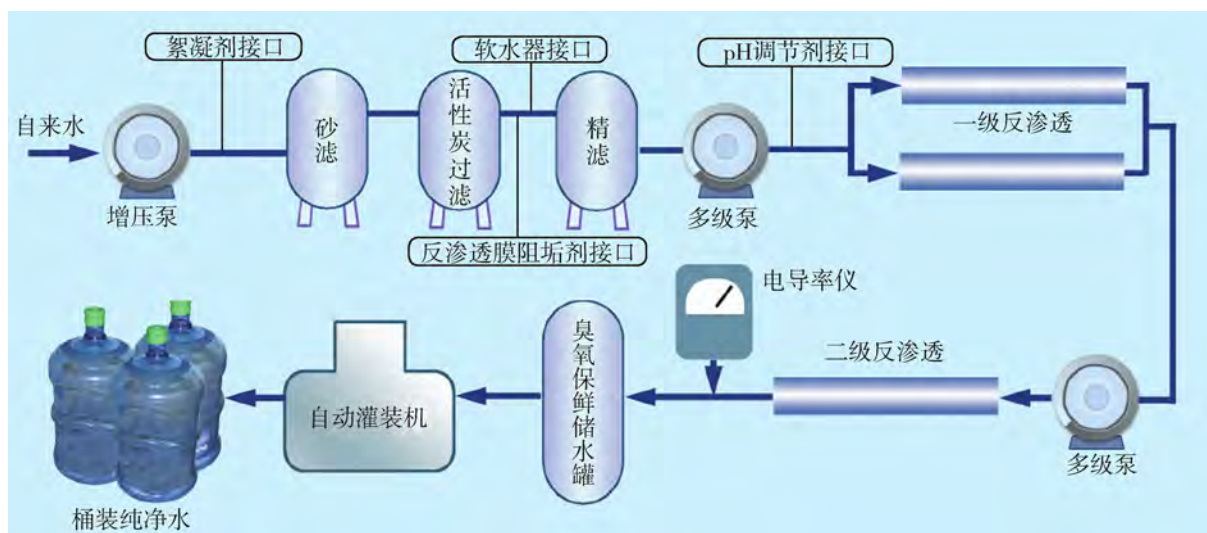 絮凝剂接口
软水器接口
pH调节剂接口
自来水
增压泵
砂滤
活性炭过滤
精滤
多级泵
一级反渗透
反渗透膜阻垢剂接口
电导率仪
二级反渗透
多级泵
臭氧保鲜储水罐
自动灌装机
桶装纯净水